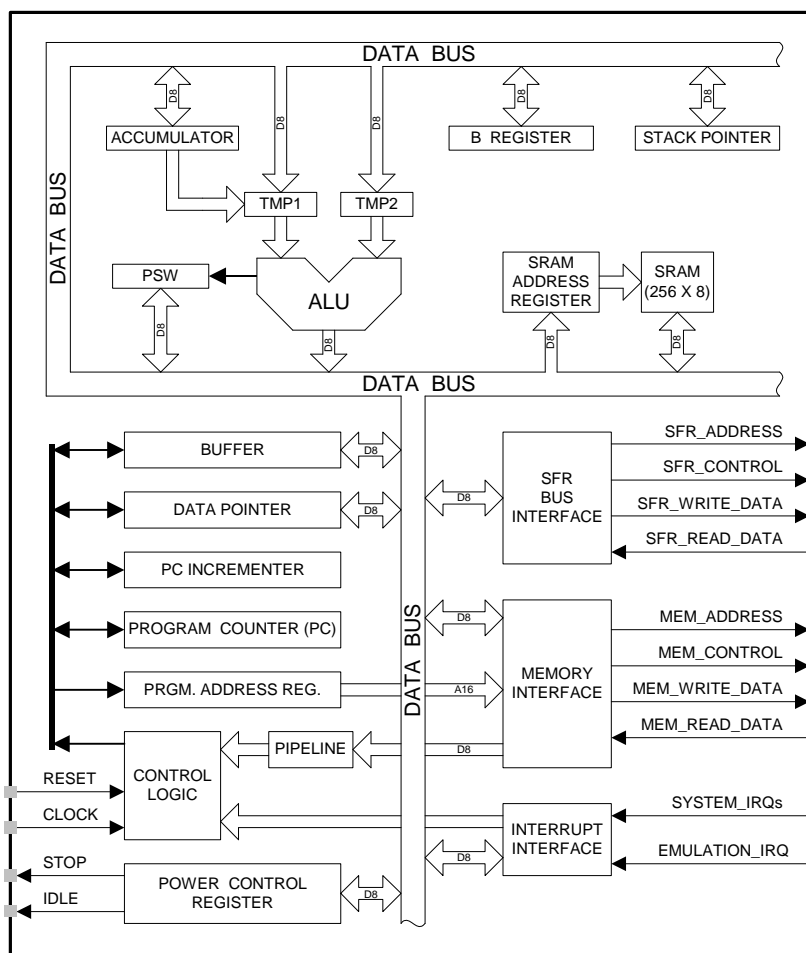 DATA BUS
D8
D8
D8
D8
D8
ACCUMULATOR
B REGISTER
STACK POINTER
DATA BUS
TMP1
TMP2
PSW
ALU
SRAM
ADDRESS
REGISTER
SRAM
(256 X 8)
D8
D8
D8
D8
DATA BUS
BUFFER
D8
DATA POINTER
D8
PC INCREMENTER
PROGRAM COUNTER (PC)
PRGM. ADDRESS REG.
A16
DATA BUS
D8
SFR
BUS
INTERFACE
SFR_ADDRESS
SFR_CONTROL
SFR_WRITE_DATA
SFR_READ_DATA
D8
MEMORY
INTERFACE
MEM_ADDRESS
MEM_CONTROL
MEM_WRITE_DATA
MEM_READ_DATA
CONTROL
LOGIC
PIPELINE
D8
RESET
CLOCK
INTERRUPT
INTERFACE
SYSTEM_IRQs
EMULATION_IRQ
D8
STOP
IDLE
POWER CONTROL
REGISTER
D8